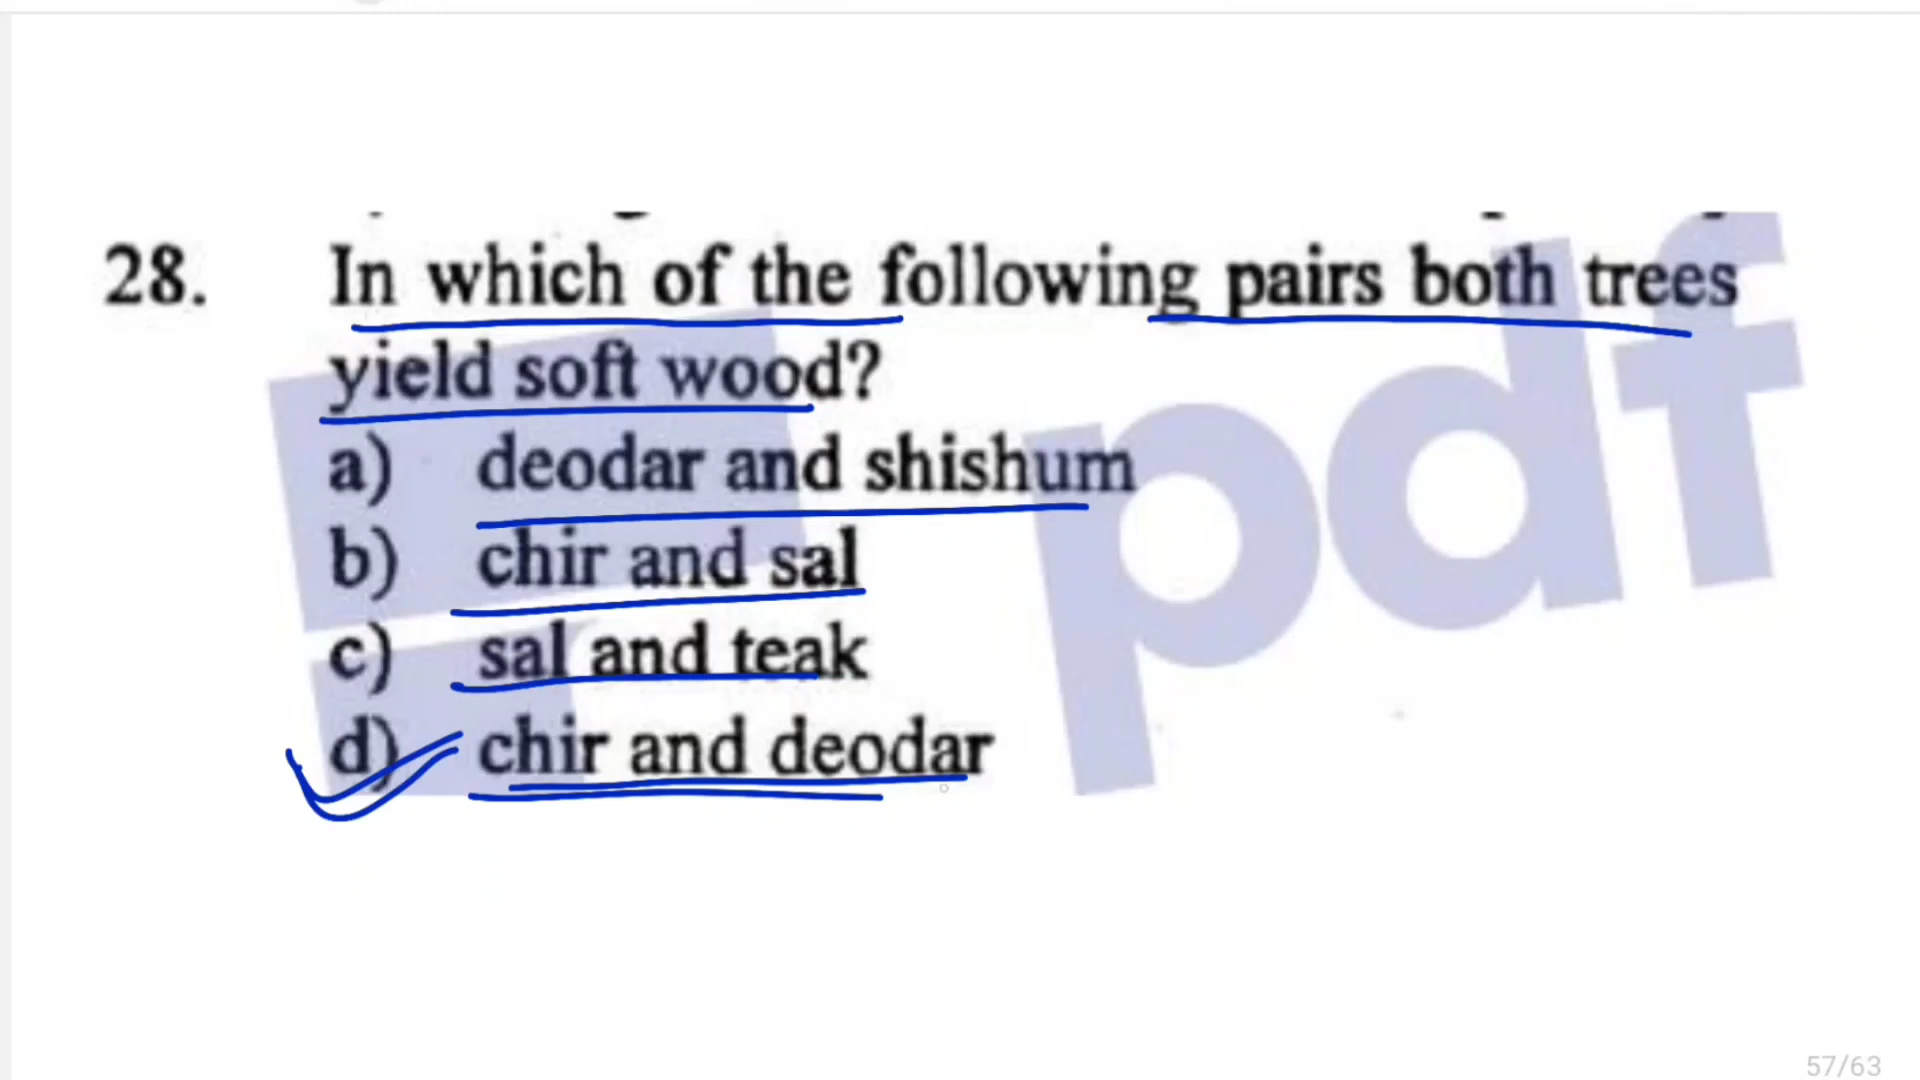 28. In which of the following pairs both trees
yield soft wood?
a) deodar and shishum
b) chir and sal
c) sal and teak
d) chir and deodar
pdf
57/63